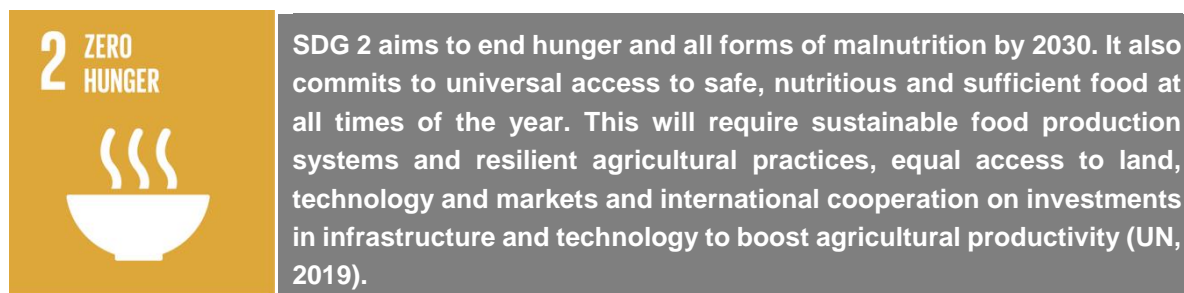 2 ZERO
HUNGER
SDG 2 aims to end hunger and all forms of malnutrition by 2030. It also
commits to universal access to safe, nutritious and sufficient food at
all times of the year. This will require sustainable food production
systems and resilient agricultural practices, equal access to land,
technology and markets and international cooperation on investments
in infrastructure and technology to boost agricultural productivity (UN,
2019).